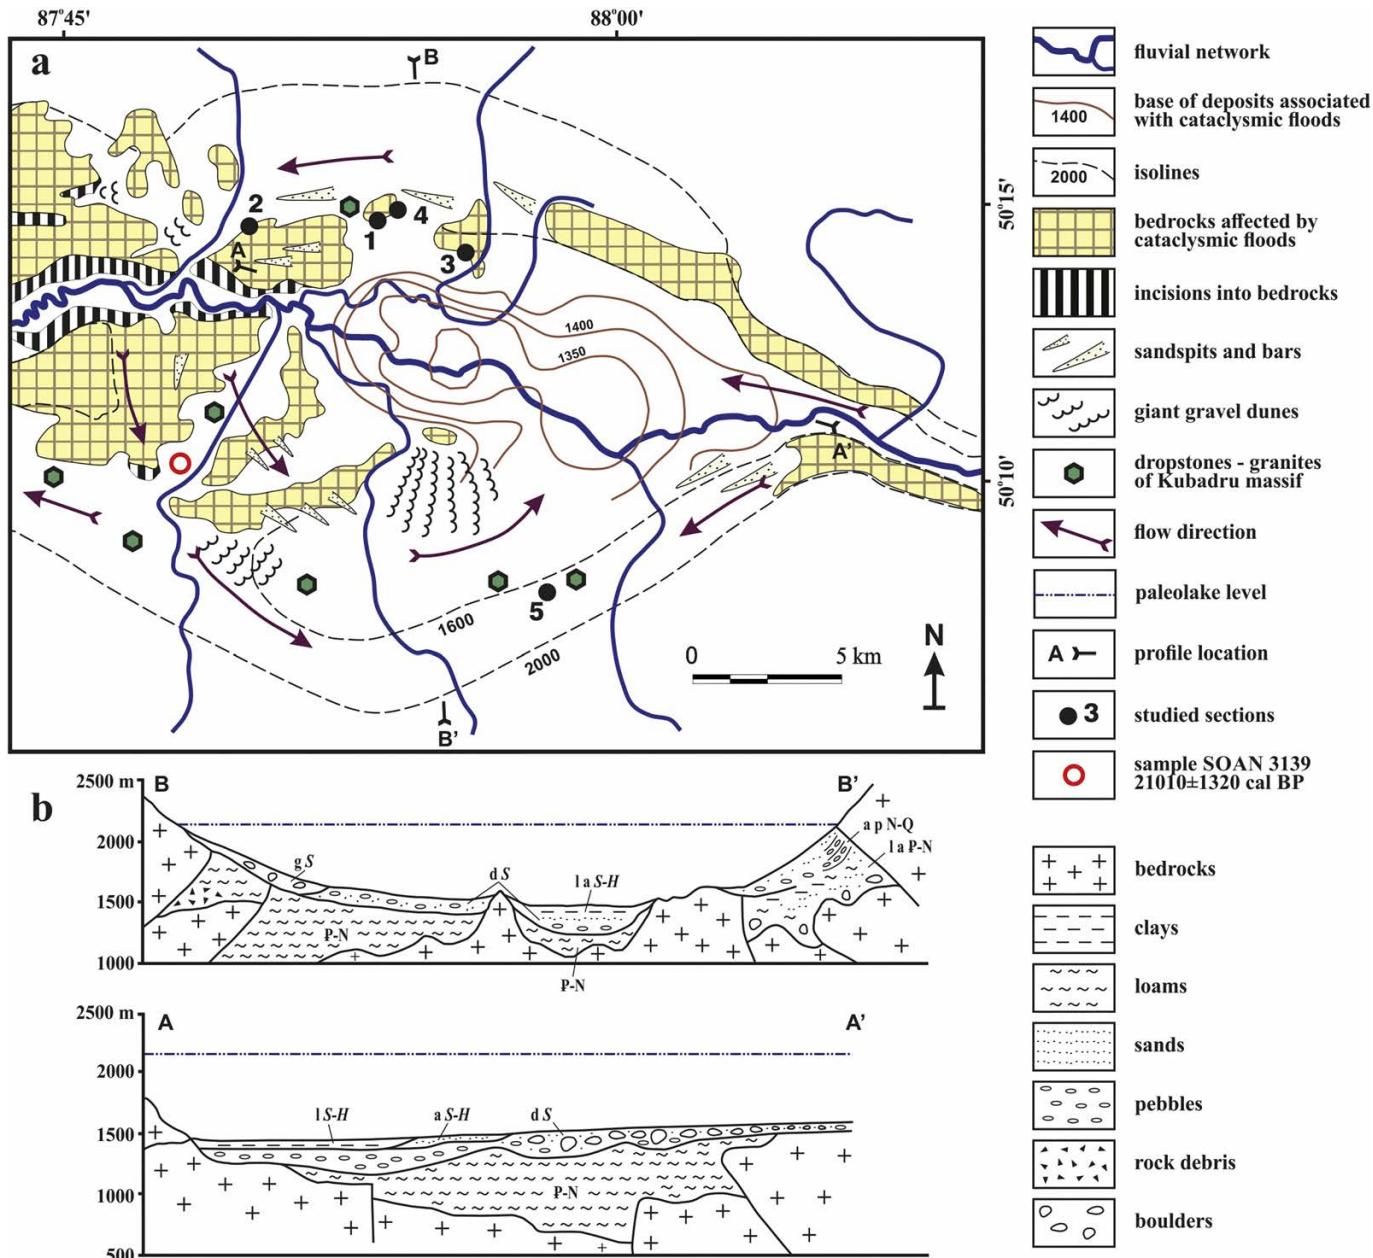 87°45'
88°00'
a
B
50°15'
2
4
1
A
3
1400
1350
A'
50°10'
5
1600
2000
N
0
5 km
B'
fluvial network
1400
base of deposits associated
with cataclysmic floods
2000
isolines
bedrocks affected by
cataclysmic floods
incisions into bedrocks
sandspits and bars
giant gravel dunes
dropstones - granites
of Kubadru massif
flow direction
paleolake level
A
profile location
3
studied sections
sample SOAN 3139
21010±1320 cal BP
bedrocks
clays
loams
sands
pebbles
rock debris
boulders
b
2500 m
B
B'
2000
a p N-Q
l a P-N
g S
d S
l a S-H
1500
P-N
1000
P-N
2500 m
A
A'
2000
l S-H
a S-H
d S
1500
P-N
1000
500